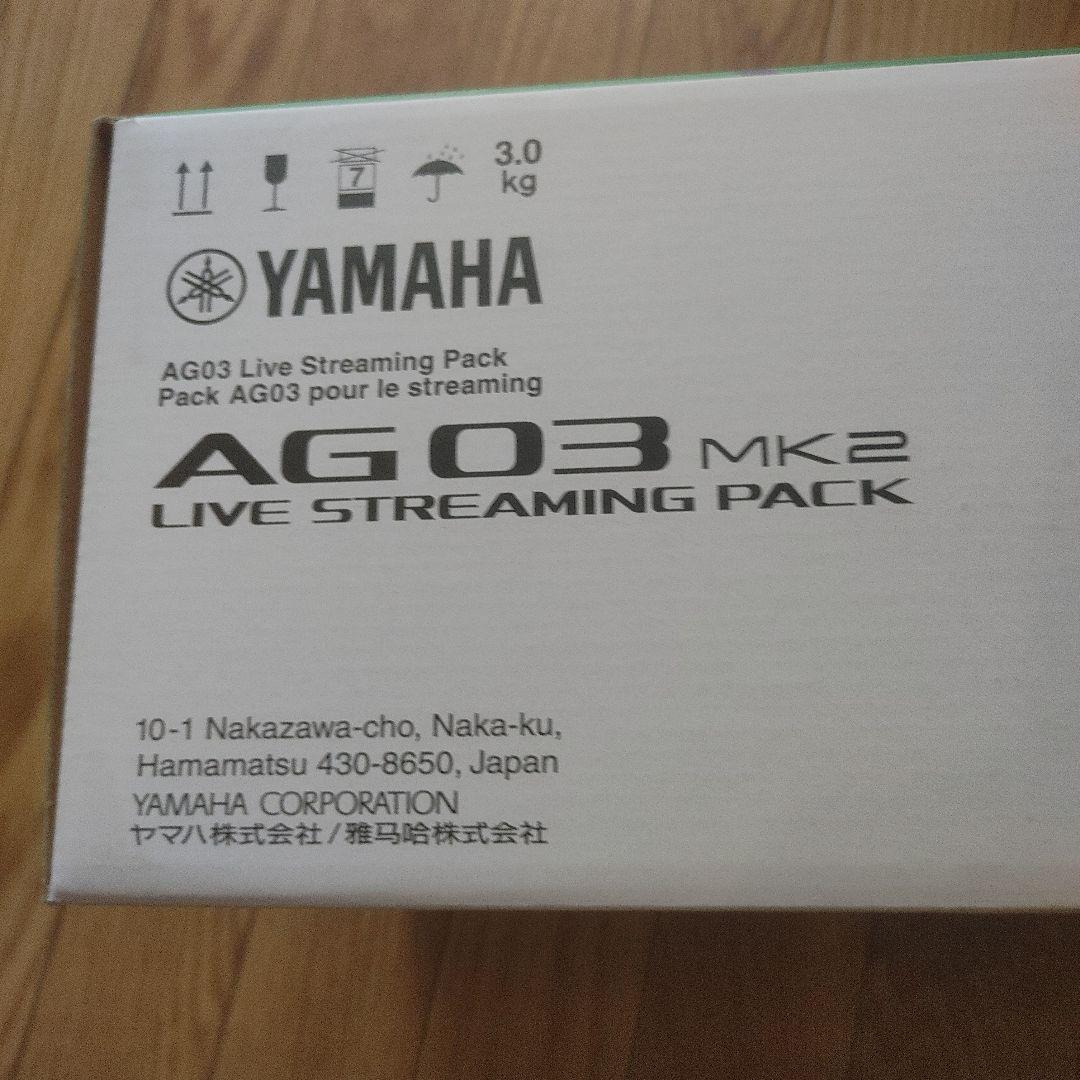 7
3.0
kg
YAMAHA
AG03 Live Streaming Pack
Pack AG03 pour le streaming
AG03 MK2
LIVE STREAMING PACK
10-1 Nakazawa-cho, Naka-ku,
Hamamatsu 430-8650, Japan
YAMAHA CORPORATION
ヤマハ株式会社/雅马哈株式会社